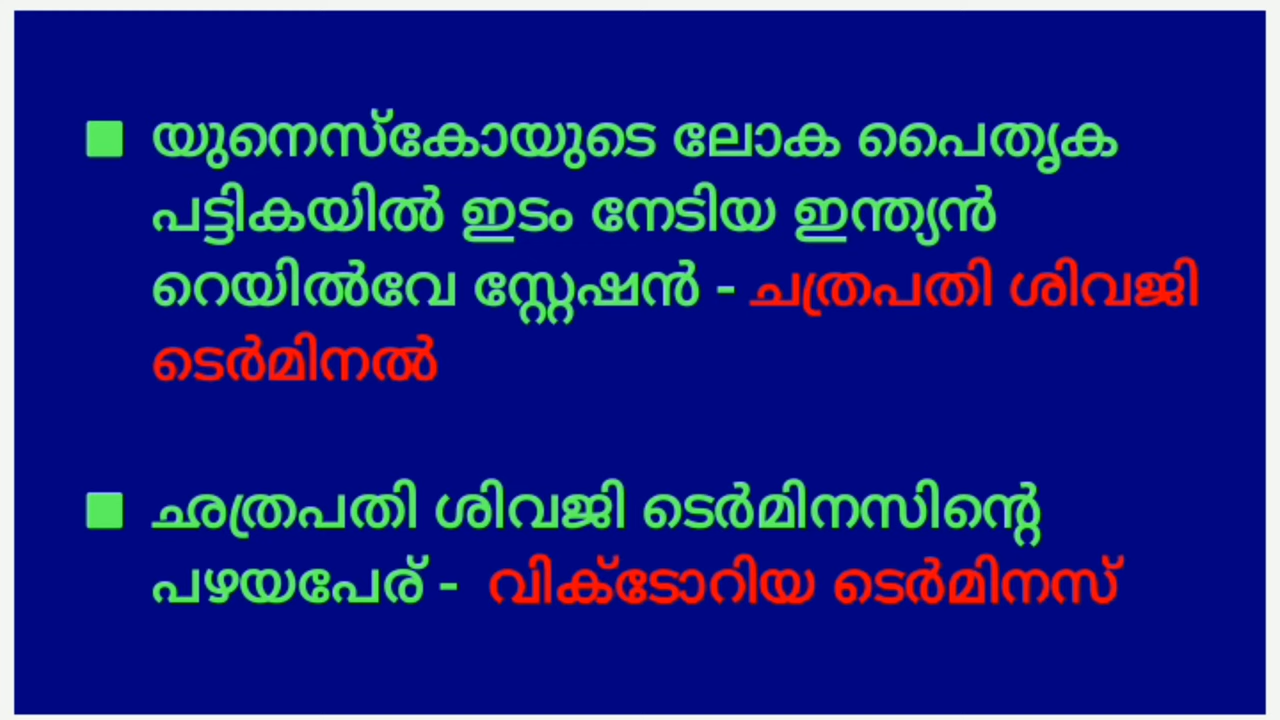 യുനെസ്കോയുടെ ലോക പൈതൃക
പട്ടികയിൽ ഇടം നേടിയ ഇന്ത്യൻ
റെയിൽവേ സ്റ്റേഷൻ - ചത്രപതി ശിവജി
ടെർമിനൽ
ഛത്രപതി ശിവജി ടെർമിനസിന്റെ
പഴയപേര് - വിക്ടോറിയ ടെർമിനസ്